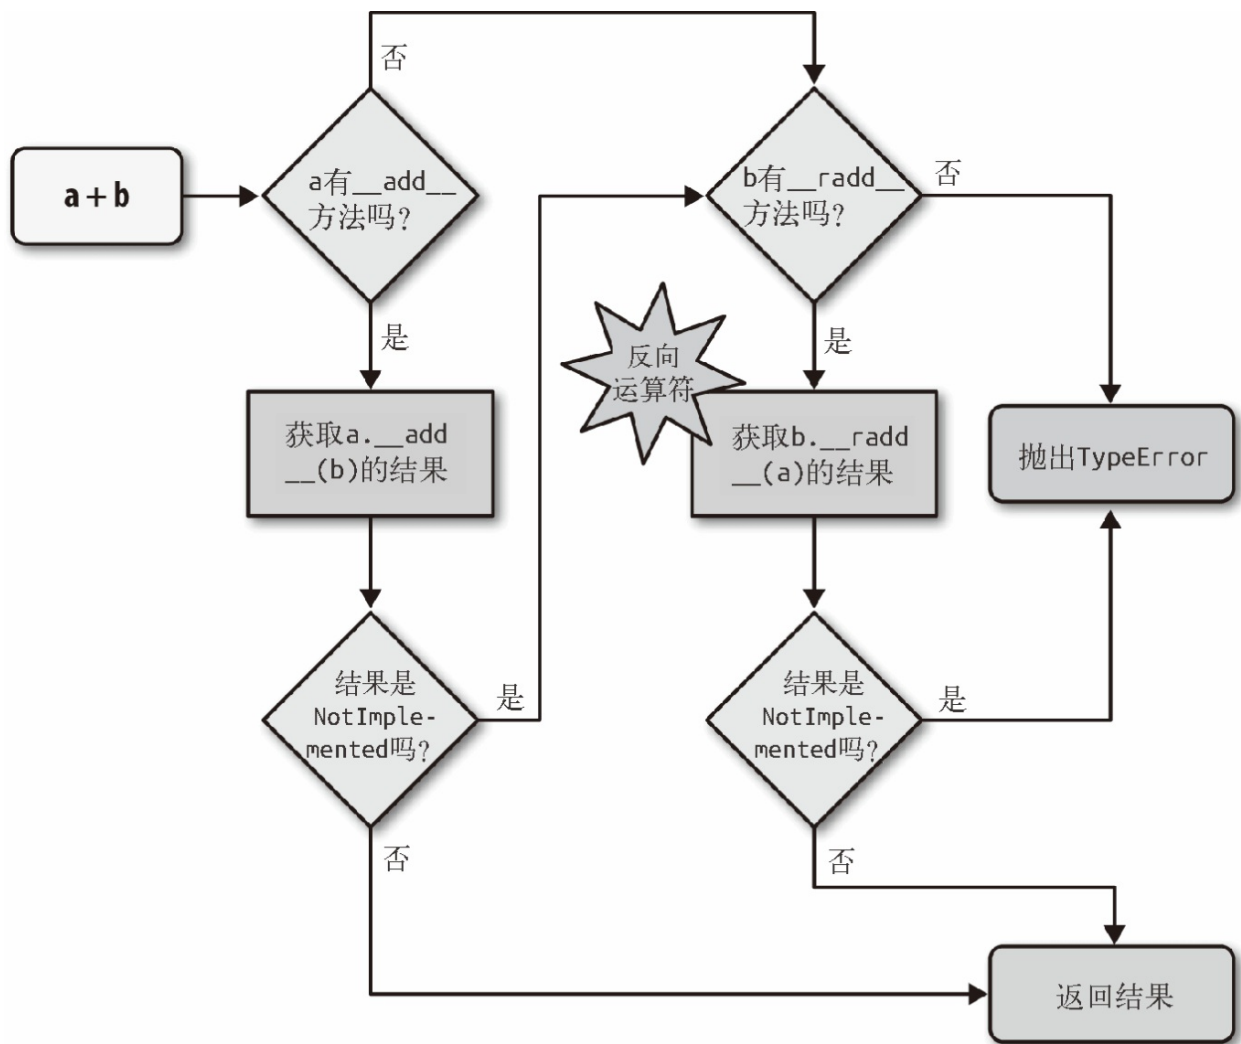 否
a+b
a有__add__
方法吗？
是
获取a.__add
__(b)的结果
结果是
NotImple-
mented吗？
是
否
b有__radd__
方法吗？
否
反向
运算符
是
获取b.__radd
__(a)的结果
抛出TypeError
结果是
NotImple-
mented吗？
是
否
返回结果